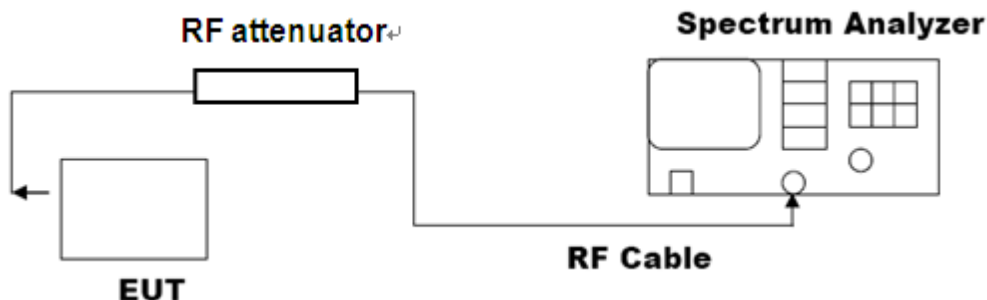 RF attenuator↵
Spectrum Analyzer
RF Cable
EUT